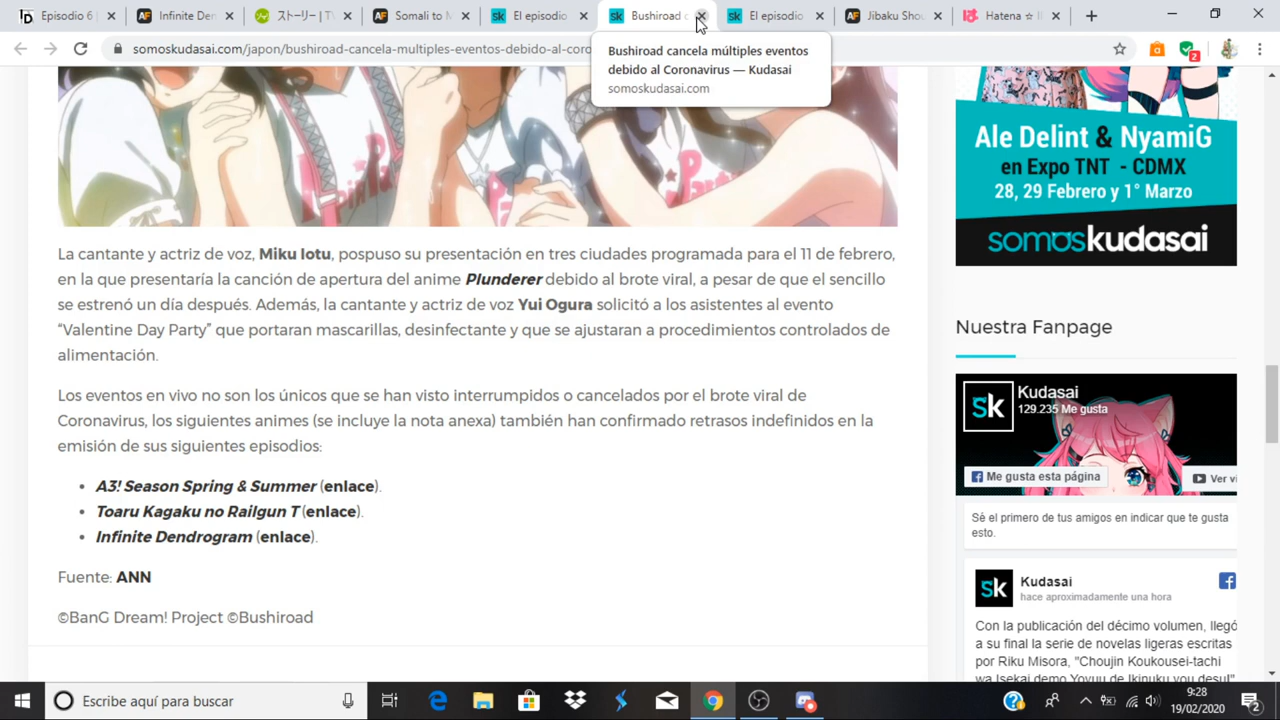 Episodio 6
Infinite Den
ストーリー | TV
Somali to M
El episodio
Bushiroad c
El episodio
Jibaku Shou
Hatena ☆ Il
somoskudasai.com/japon/bushiroad-cancela-multiples-eventos-debido-al-coro
Bushiroad cancela múltiples eventos
debido al Coronavirus — Kudasai
somoskudasai.com
2
Party
Ale Delint & NyamiG
en Expo TNT - CDMX
28, 29 Febrero y 1° Marzo
somoskudasai
La cantante y actriz de voz, Miku Iotu, pospuso su presentación en tres ciudades programada para el 11 de febrero,
en la que presentaría la canción de apertura del anime Plunderer debido al brote viral, a pesar de que el sencillo
se estrenó un día después. Además, la cantante y actriz de voz Yui Ogura solicitó a los asistentes al evento
“Valentine Day Party” que portaran mascarillas, desinfectante y que se ajustaran a procedimientos controlados de
alimentación.
Los eventos en vivo no son los únicos que se han visto interrumpidos o cancelados por el brote viral de
Coronavirus, los siguientes animes (se incluye la nota anexa) también han confirmado retrasos indefinidos en la
emisión de sus siguientes episodios:
• A3! Season Spring & Summer (enlace).
• Toaru Kagaku no Railgun T (enlace).
• Infinite Dendrogram (enlace).
Fuente: ANN
©BanG Dream! Project ©Bushiroad
Nuestra Fanpage
sk
Kudasai
129.235 Me gusta
Me gusta esta página
Ver vi
Sé el primero de tus amigos en indicar que te gusta
esto.
sk
Kudasai
hace aproximadamente una hora
Con la publicación del décimo volumen, llegó
a su final la serie de novelas ligeras escritas
por Riku Misora, "Choujin Koukousei-tachi
wa Isekai demo Yoyuu de Ikinuku you desu!"
Escribe aquí para buscar
9:28
19/02/2020
2